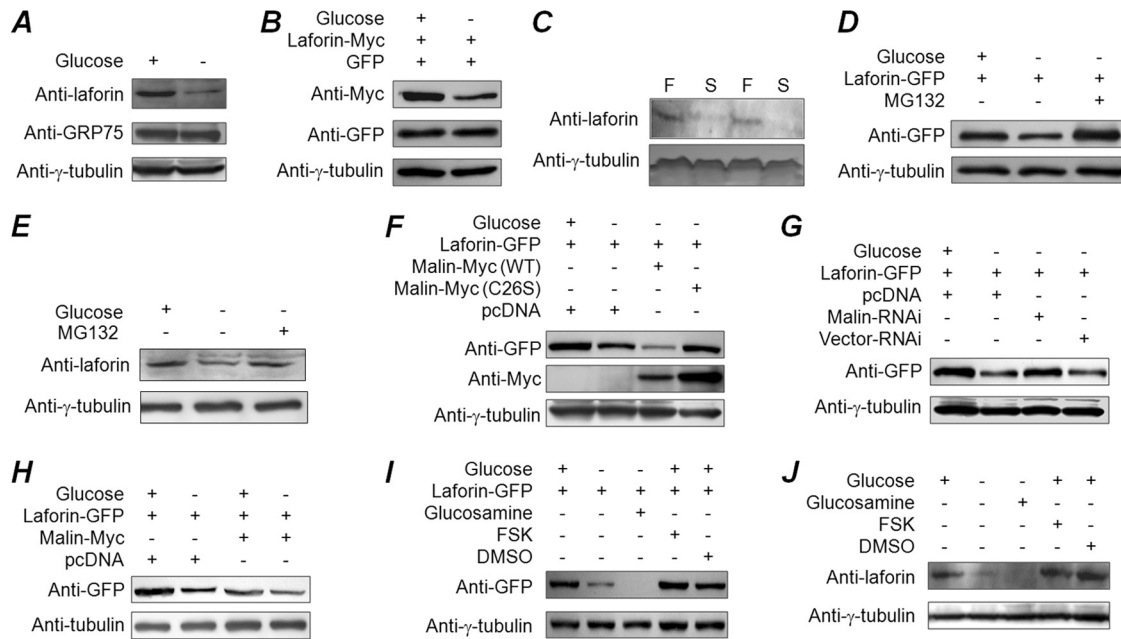 A
Glucose + -
Anti-laforin
Anti-GRP75
Anti-γ-tubulin
B
Glucose + -
Laforin-Myc + +
GFP + +
Anti-Myc
Anti-GFP
Anti-γ-tubulin
C
F S F S
Anti-laforin
Anti-γ-tubulin
D
Glucose + - -
Laforin-GFP + + +
MG132 - - +
Anti-GFP
Anti-γ-tubulin
E
Glucose + - -
MG132 - - +
Anti-laforin
Anti-γ-tubulin
F
Glucose + - - -
Laforin-GFP + + + +
Malin-Myc (WT) - - + -
Malin-Myc (C26S) - - - +
pcDNA + + - -
Anti-GFP
Anti-Myc
Anti-γ-tubulin
G
Glucose + - - -
Laforin-GFP + + + +
pcDNA + + - -
Malin-RNAi - - + -
Vector-RNAi - - - +
Anti-GFP
Anti-γ-tubulin
H
Glucose + - + -
Laforin-GFP + + + +
Malin-Myc - - + +
pcDNA + + - -
Anti-GFP
Anti-tubulin
I
Glucose + - - + +
Laforin-GFP + + + + +
Glucosamine - - + - -
FSK - - - + -
DMSO - - - - +
Anti-GFP
Anti-γ-tubulin
J
Glucose + - - + +
Glucosamine - - + - -
FSK - - - + -
DMSO - - - - +
Anti-laforin
Anti-γ-tubulin